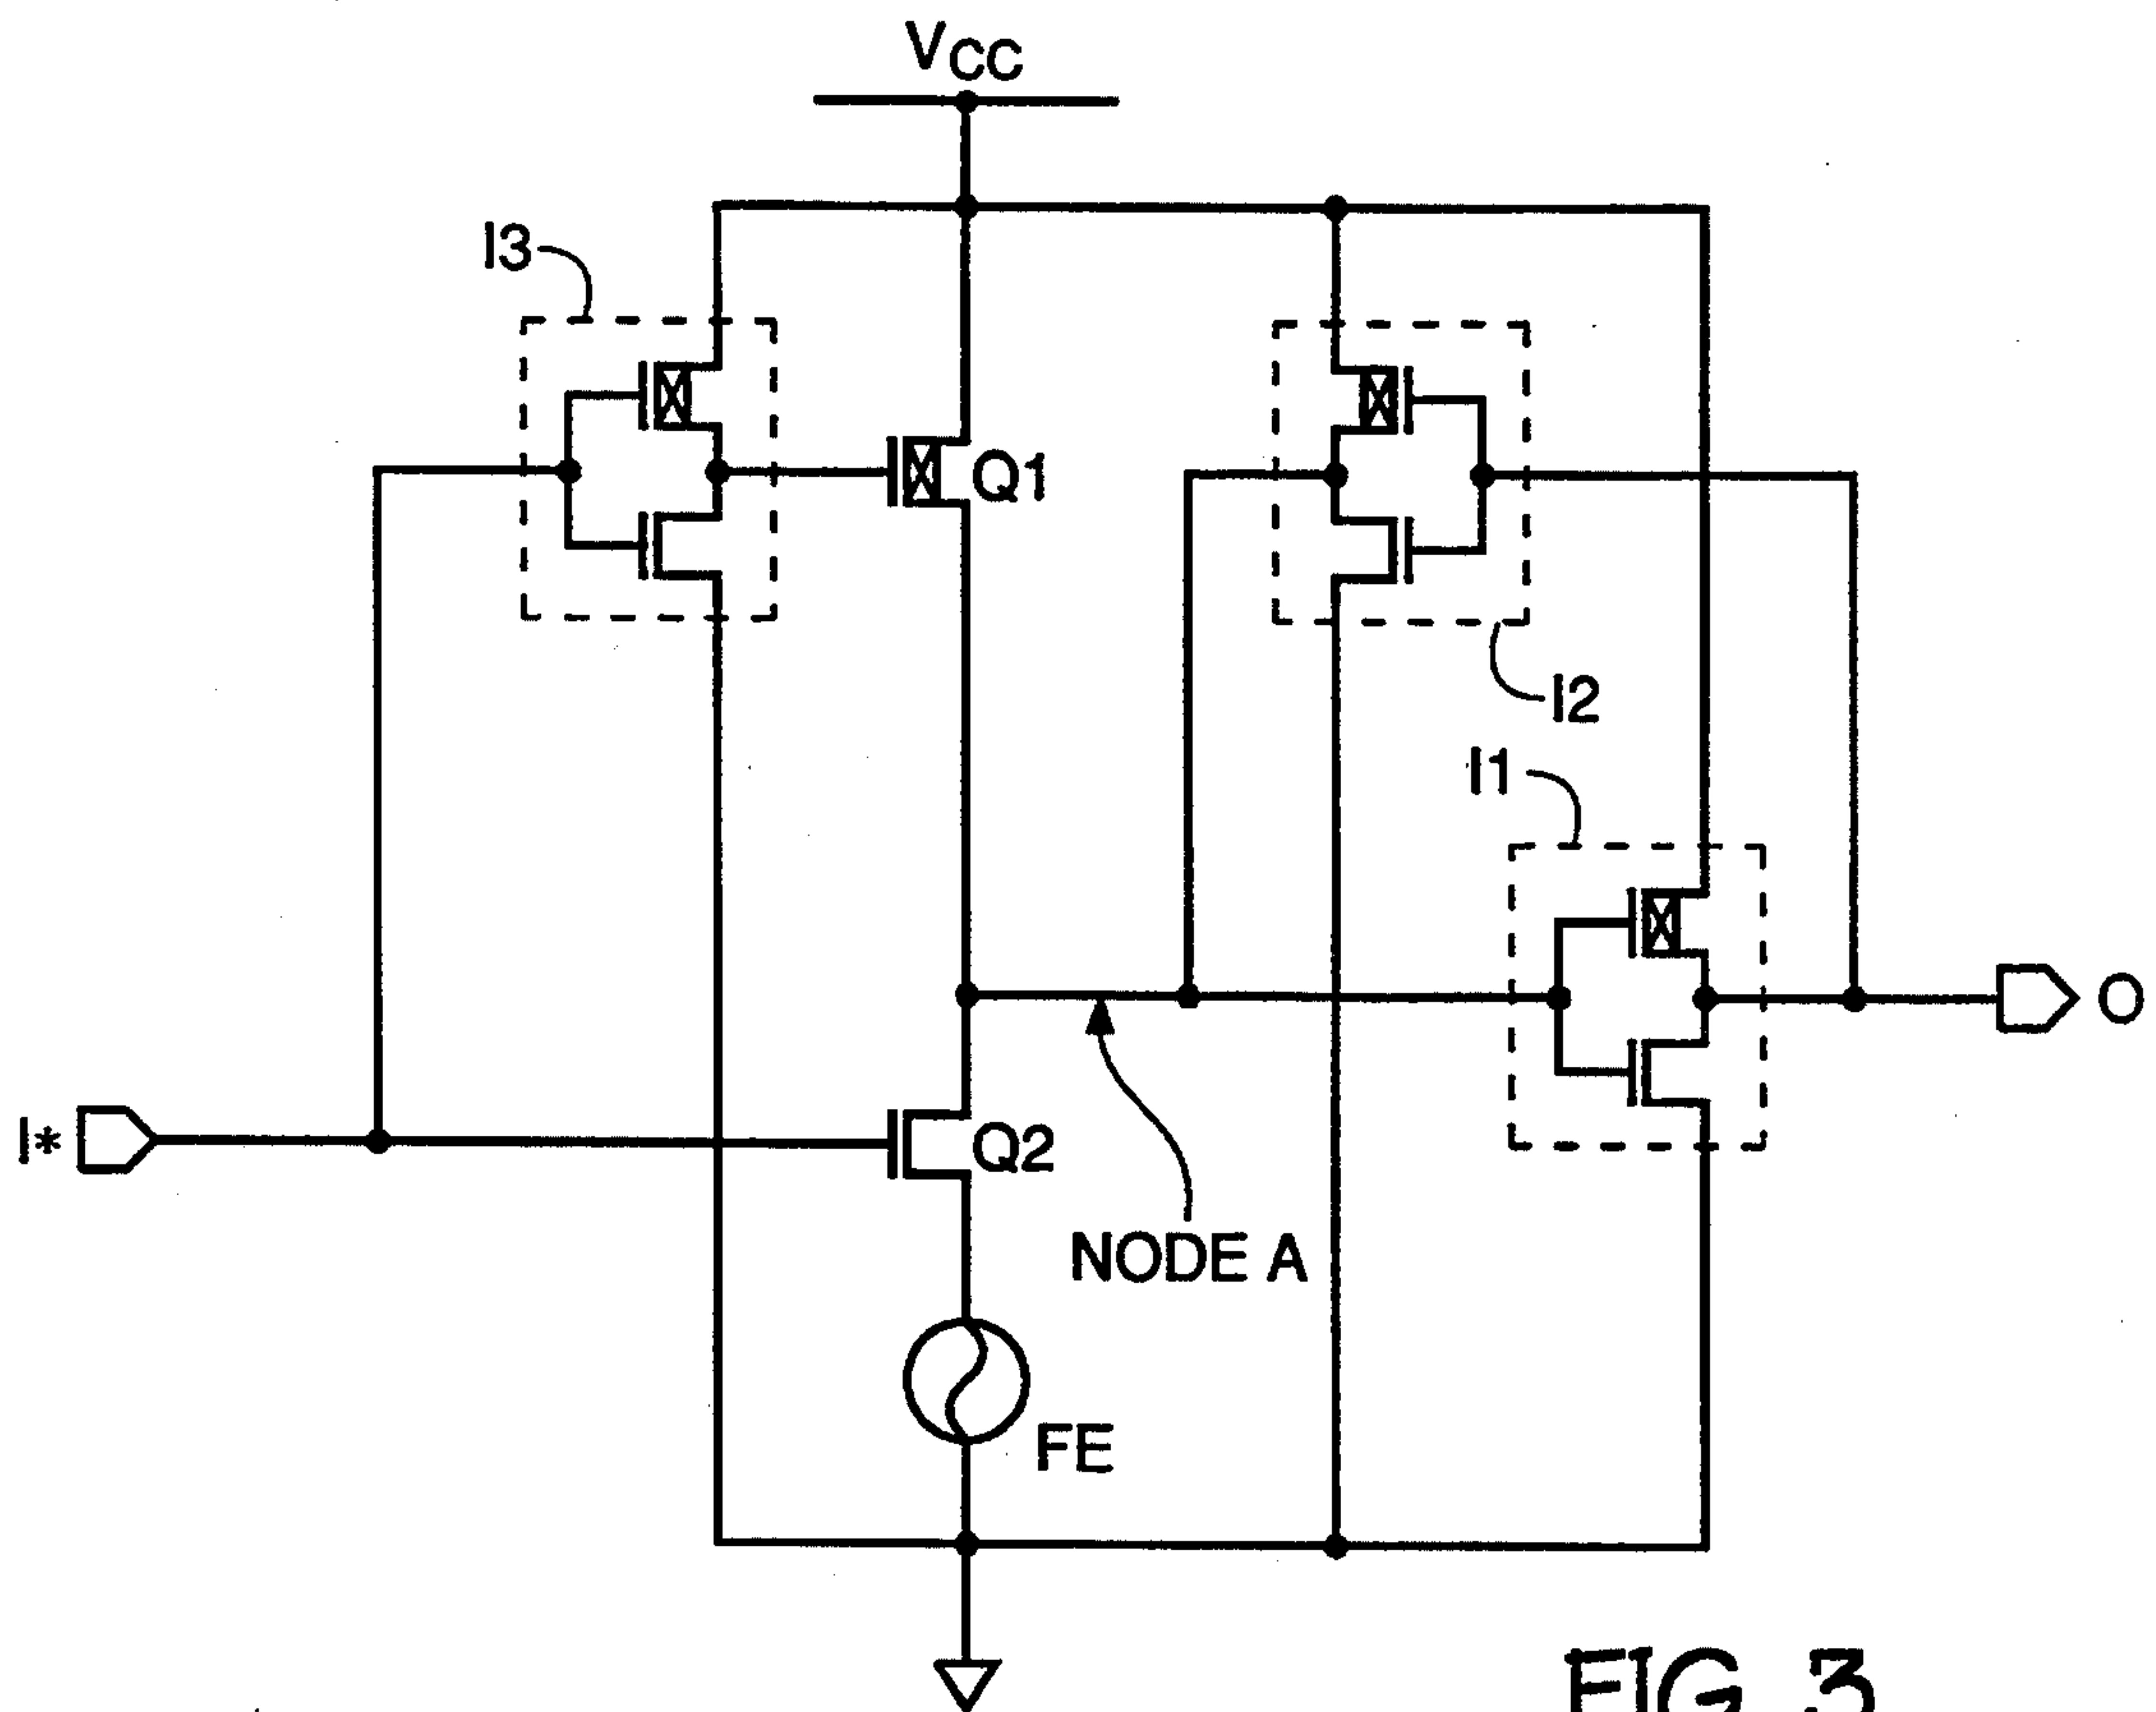 VCC
I3
Q1
I2
I1
O
I*
Q2
NODE A
FE
FIG. 3